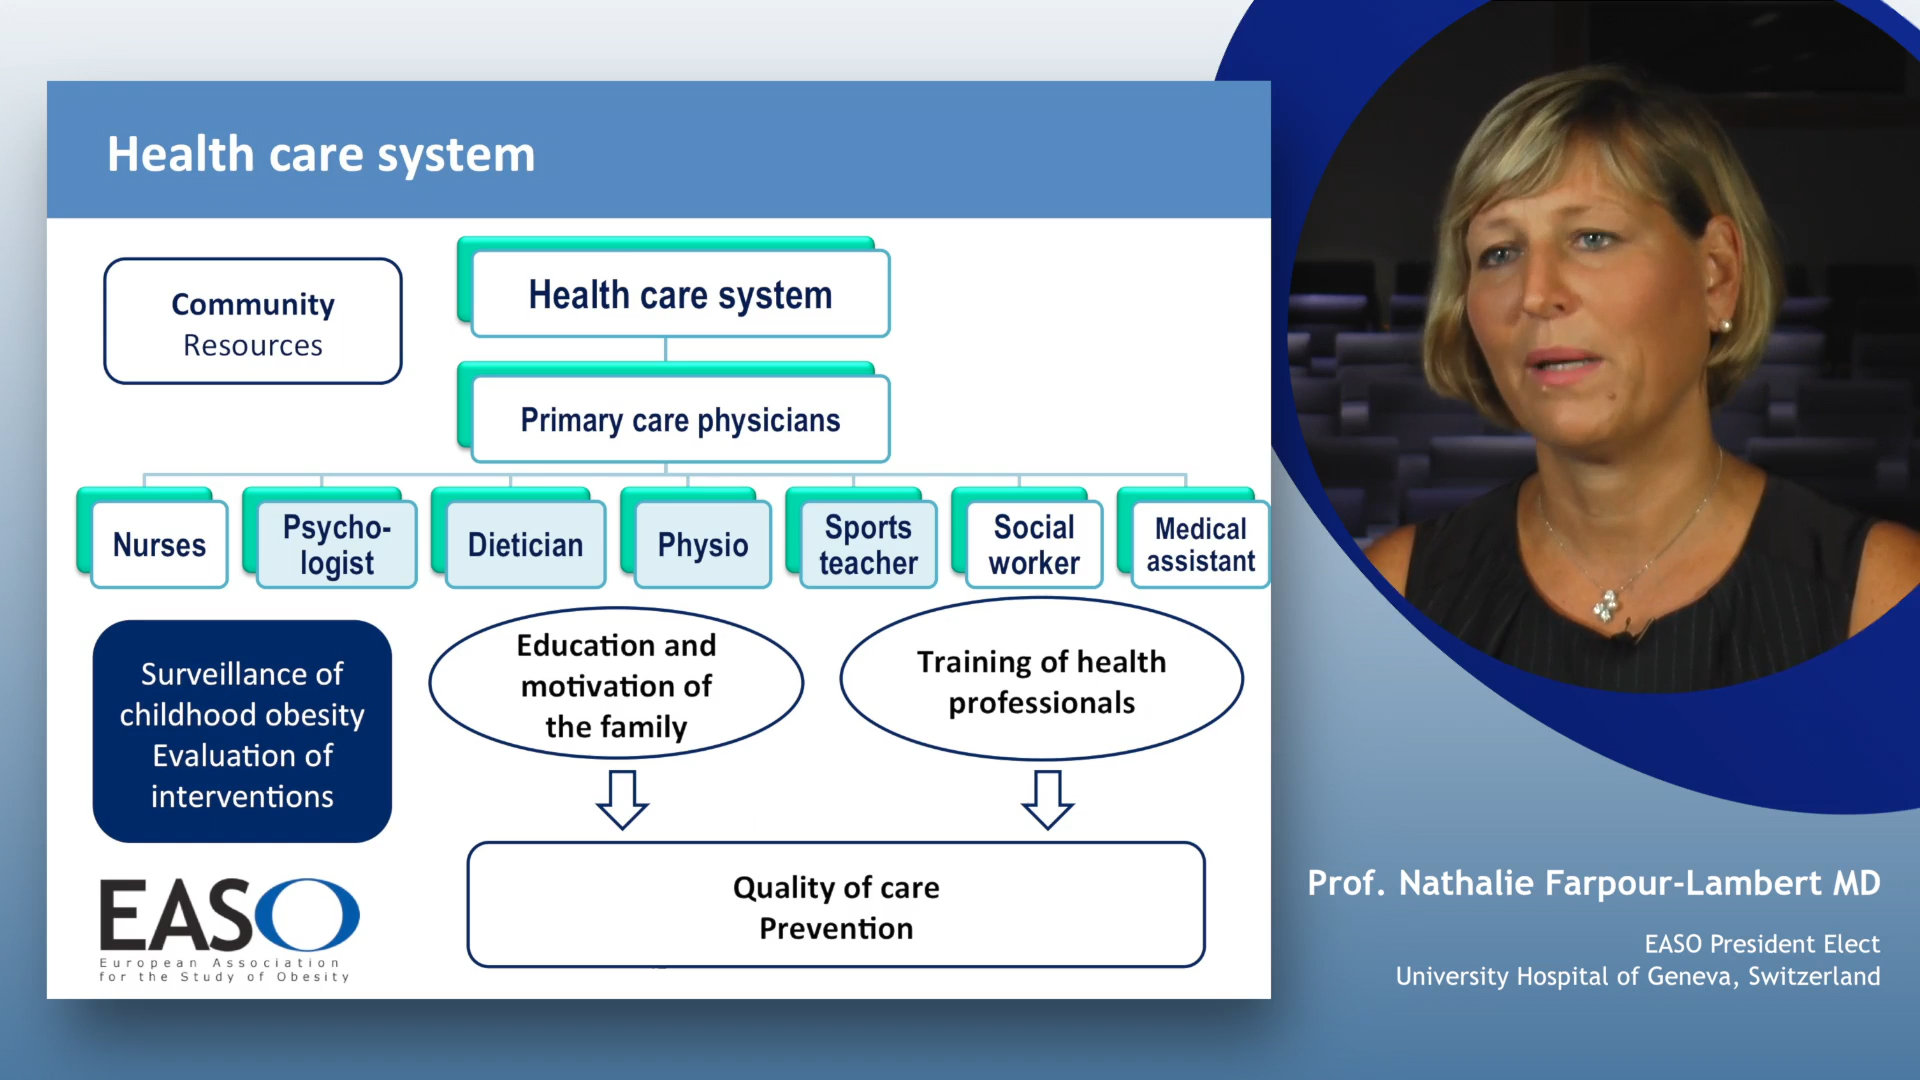 Health care system
Community
Resources
Health care system
Primary care physicians
Nurses
Psycho-
logist
Dietician
Physio
Sports
teacher
Social
worker
Medical
assistant
Surveillance of
childhood obesity
Evaluation of
interventions
Education and
motivation of
the family
Training of health
professionals
Quality of care
Prevention
EASO
European Association
for the Study of Obesity
Prof. Nathalie Farpour-Lambert MD
EASO President Elect
University Hospital of Geneva, Switzerland